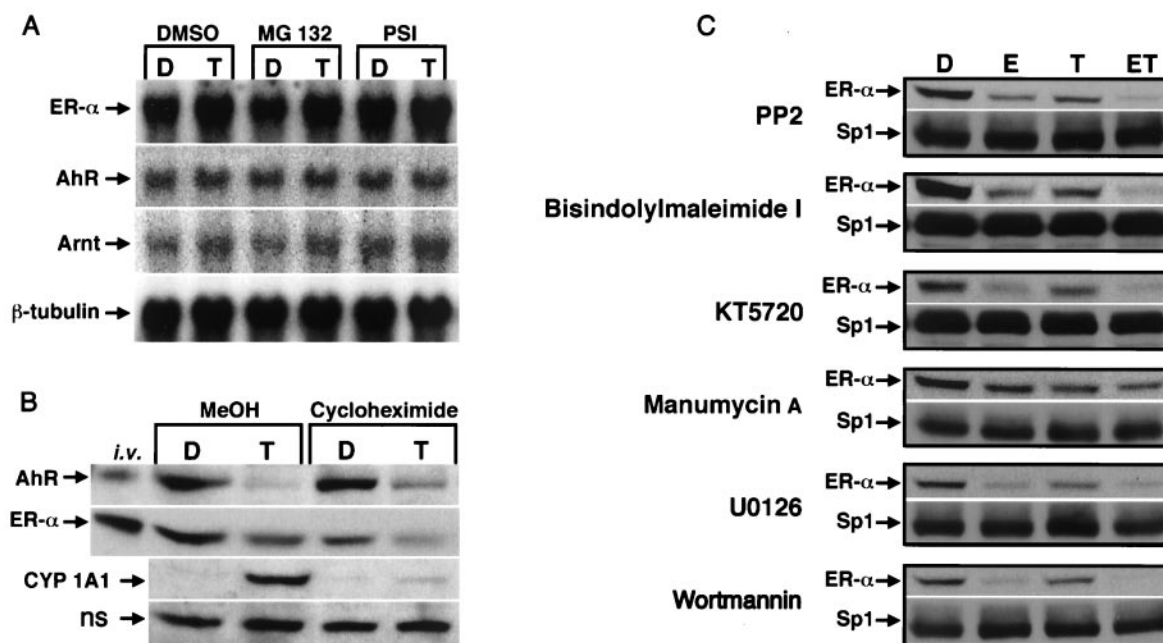 A
DMSO MG 132 PSI
D T D T D T
ER-α
AhR
Arnt
β-tubulin
B
MeOH Cycloheximide
i.v. D T D T
AhR
ER-α
CYP 1A1
ns
C
D E T ET
PP2
ER-α
Sp1
Bisindolylmaleimide I
ER-α
Sp1
KT5720
ER-α
Sp1
Manumycin A
ER-α
Sp1
U0126
ER-α
Sp1
Wortmannin
ER-α
Sp1